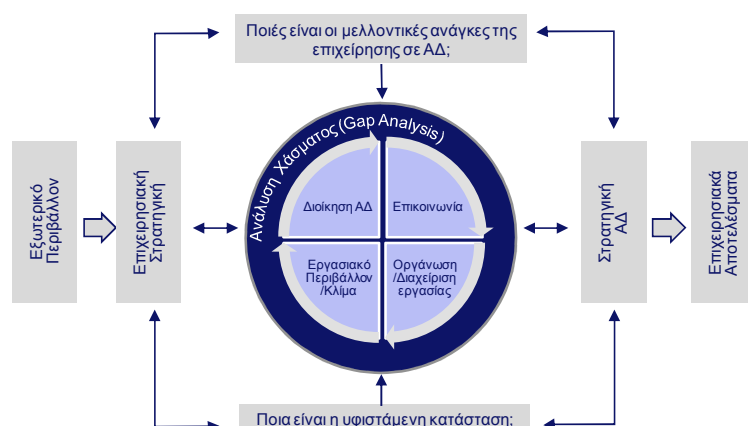 Ποιές είναι οι μελλοντικές ανάγκες της
επιχείρησης σε ΑΔ;
Ανάλυση Χάσματος (Gap Analysis)
Εξωτερικό
Περιβάλλον
Επιχειρησιακή
Στρατηγική
Διοίκηση ΑΔ
Επικοινωνία
Εργασιακό
Περιβάλλον
/Κλίμα
Οργάνωση
/Διαχείριση
εργασίας
Στρατηγική
ΑΔ
Επιχειρησιακά
Αποτελέσματα
Ποια είναι η υφιστάμενη κατάσταση;